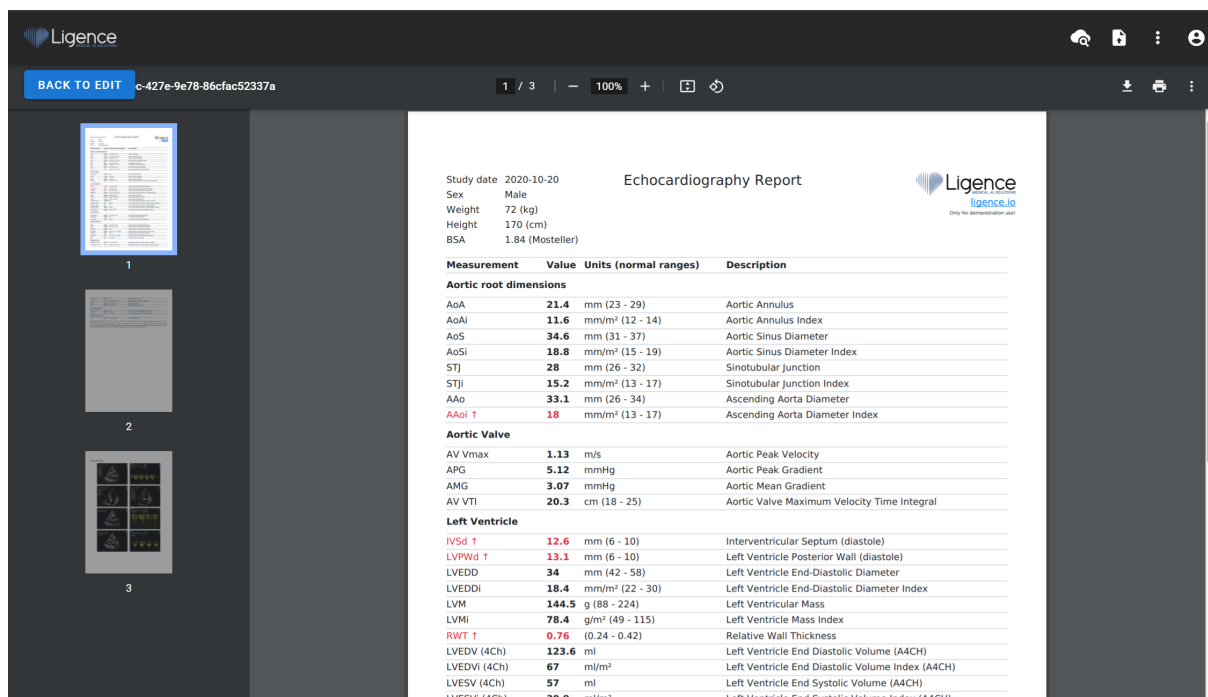 Ligence
MEDICAL AI SOLUTIONS
BACK TO EDIT c-427e-9e78-86cfac52337a
1 / 3 — 100% +
1
2
3
Study date 2020-10-20
Sex Male
Weight 72 (kg)
Height 170 (cm)
BSA 1.84 (Mosteller)
Echocardiography Report
Ligence
MEDICAL AI SOLUTIONS
ligence.io
Only for demonstration use!
Measurement Value Units (normal ranges) Description
Aortic root dimensions
AoA 21.4 mm (23 - 29) Aortic Annulus
AoAi 11.6 mm/m² (12 - 14) Aortic Annulus Index
AoS 34.6 mm (31 - 37) Aortic Sinus Diameter
AoSi 18.8 mm/m² (15 - 19) Aortic Sinus Diameter Index
STJ 28 mm (26 - 32) Sinotubular Junction
STJi 15.2 mm/m² (13 - 17) Sinotubular Junction Index
AAo 33.1 mm (26 - 34) Ascending Aorta Diameter
AAoi ↑ 18 mm/m² (13 - 17) Ascending Aorta Diameter Index
Aortic Valve
AV Vmax 1.13 m/s Aortic Peak Velocity
APG 5.12 mmHg Aortic Peak Gradient
AMG 3.07 mmHg Aortic Mean Gradient
AV VTI 20.3 cm (18 - 25) Aortic Valve Maximum Velocity Time Integral
Left Ventricle
IVSd ↑ 12.6 mm (6 - 10) Interventricular Septum (diastole)
LVPWd ↑ 13.1 mm (6 - 10) Left Ventricle Posterior Wall (diastole)
LVEDD 34 mm (42 - 58) Left Ventricle End-Diastolic Diameter
LVEDDi 18.4 mm/m² (22 - 30) Left Ventricle End-Diastolic Diameter Index
LVM 144.5 g (88 - 224) Left Ventricular Mass
LVMi 78.4 g/m² (49 - 115) Left Ventricle Mass Index
RWT ↑ 0.76 (0.24 - 0.42) Relative Wall Thickness
LVEDV (4Ch) 123.6 ml Left Ventricle End Diastolic Volume (A4CH)
LVEDVi (4Ch) 67 ml/m² Left Ventricle End Diastolic Volume Index (A4CH)
LVESV (4Ch) 57 ml Left Ventricle End Systolic Volume (A4CH)